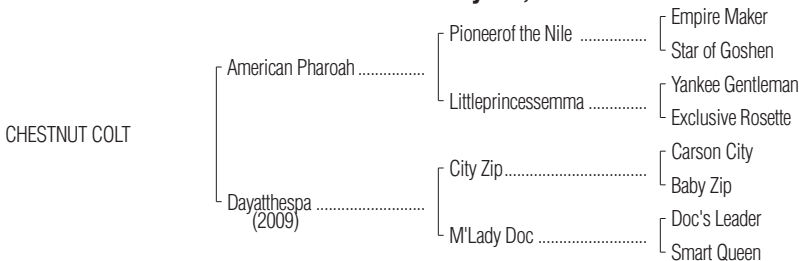 Empire Maker
Pioneerof the Nile ................
Star of Goshen
American Pharoah ................
Yankee Gentleman
Littleprincessemma ..............
Exclusive Rosette
CHESTNUT COLT
Carson City
City Zip...................................
Baby Zip
Dayatthespa ..........................
(2009)
Doc's Leader
M'Lady Doc ..........................
Smart Queen